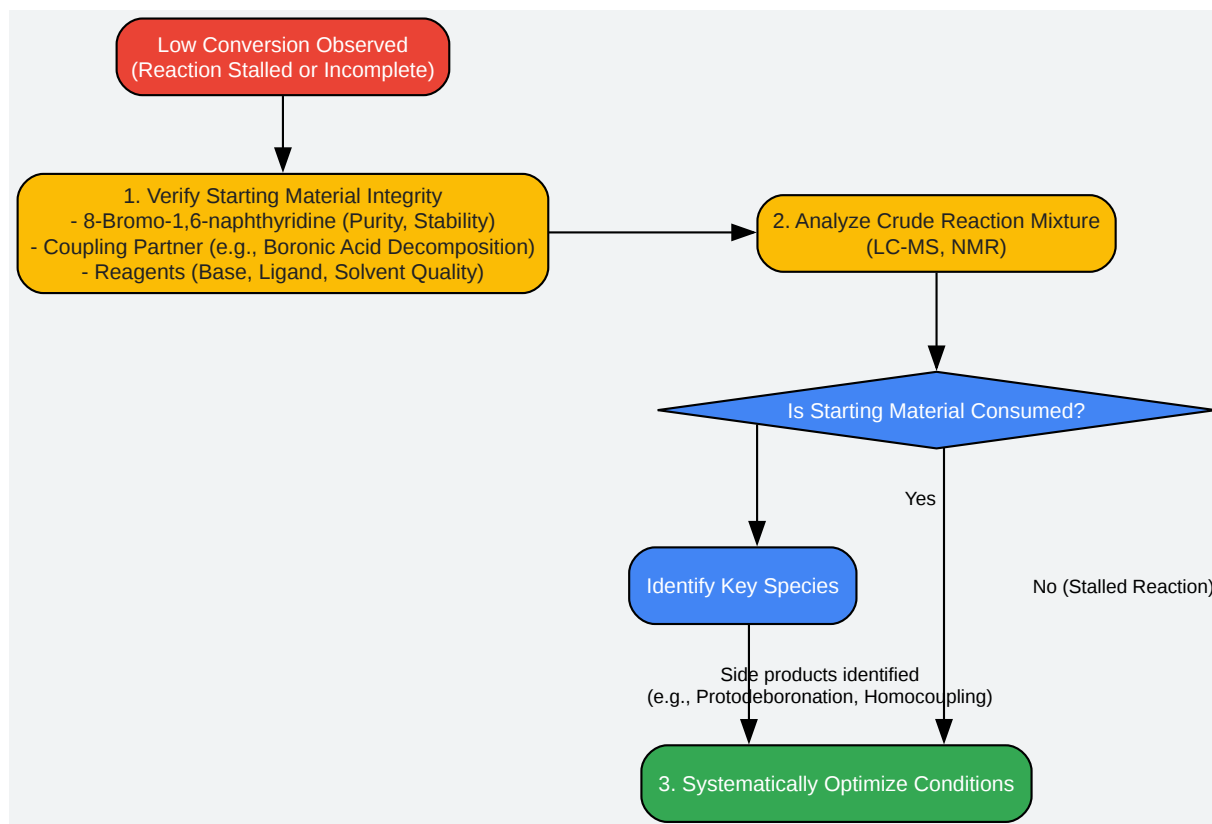 Low Conversion Observed
(Reaction Stalled or Incomplete)
1. Verify Starting Material Integrity
- 8-Bromo-1,6-naphthyridine (Purity, Stability)
- Coupling Partner (e.g., Boronic Acid Decomposition)
- Reagents (Base, Ligand, Solvent Quality)
2. Analyze Crude Reaction Mixture
(LC-MS, NMR)
Is Starting Material Consumed?
Yes
Identify Key Species
No (Stalled Reaction)
Side products identified
(e.g., Protodeboronation, Homocoupling)
3. Systematically Optimize Conditions